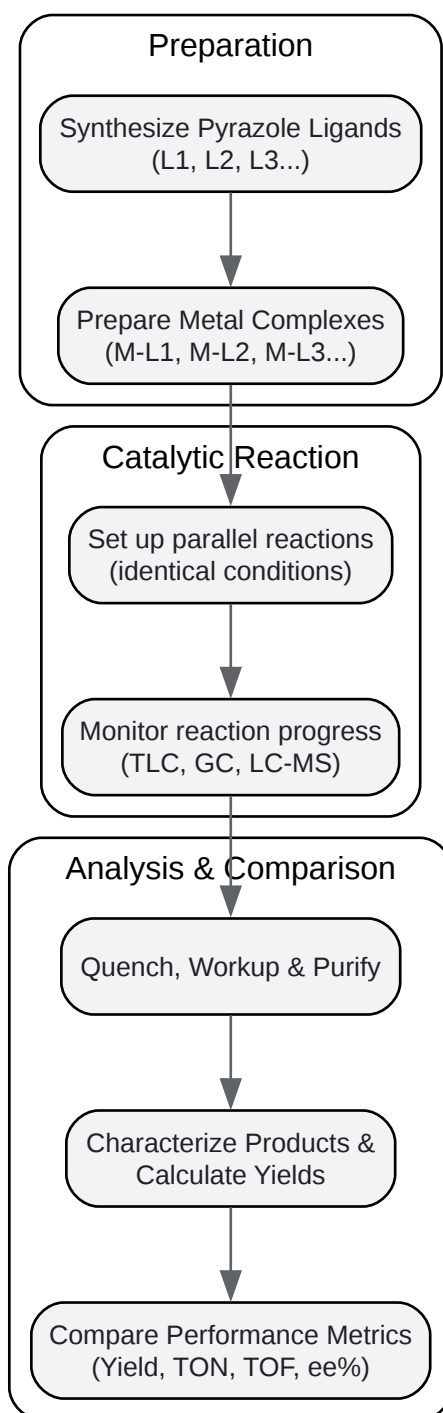 Preparation
Synthesize Pyrazole Ligands
(L1, L2, L3...)
Prepare Metal Complexes
(M-L1, M-L2, M-L3...)
Catalytic Reaction
Set up parallel reactions
(identical conditions)
Monitor reaction progress
(TLC, GC, LC-MS)
Analysis & Comparison
Quench, Workup & Purify
Characterize Products &
Calculate Yields
Compare Performance Metrics
(Yield, TON, TOF, ee%)